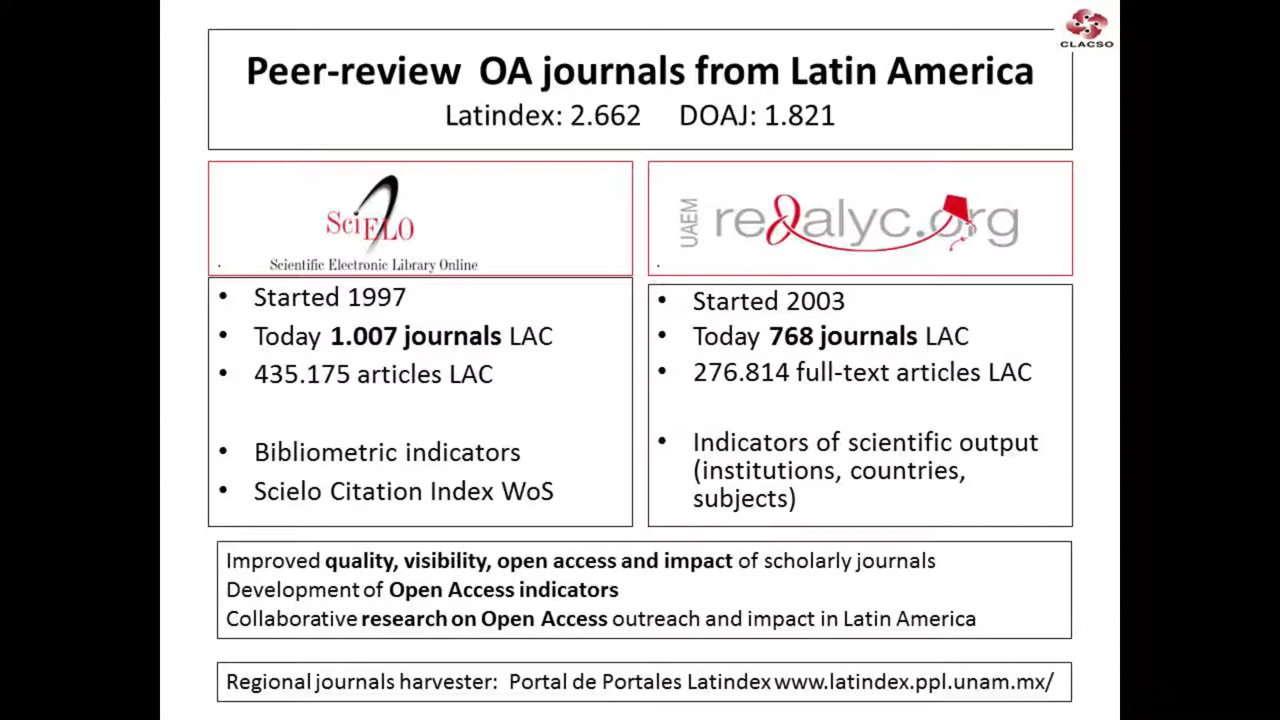 CLACSO
Peer-review OA journals from Latin America
Latindex: 2.662 DOAJ: 1.821
SciELO
Scientific Electronic Library Online
UAEM
redalyc.org
• Started 1997
• Today 1.007 journals LAC
• 435.175 articles LAC
• Bibliometric indicators
• Scielo Citation Index WoS
• Started 2003
• Today 768 journals LAC
• 276.814 full-text articles LAC
• Indicators of scientific output
(institutions, countries,
subjects)
Improved quality, visibility, open access and impact of scholarly journals
Development of Open Access indicators
Collaborative research on Open Access outreach and impact in Latin America
Regional journals harvester: Portal de Portales Latindex www.latindex.ppl.unam.mx/